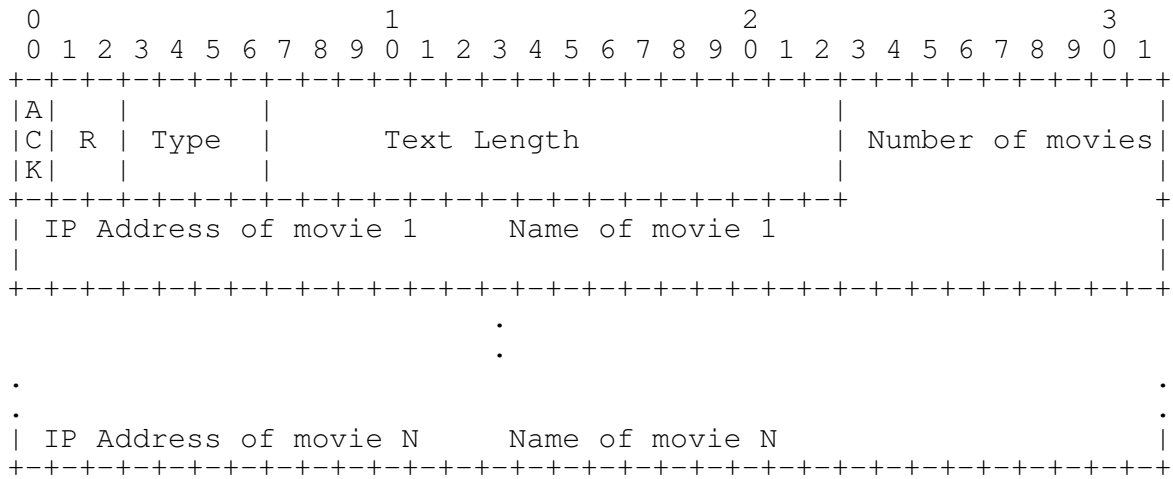 0                   1                   2                   3
 0 1 2 3 4 5 6 7 8 9 0 1 2 3 4 5 6 7 8 9 0 1 2 3 4 5 6 7 8 9 0 1
+-+-+-+-+-+-+-+-+-+-+-+-+-+-+-+-+-+-+-+-+-+-+-+-+-+-+-+-+-+-+-+-+
|A|   |       |                               |                 |
|C| R | Type  |      Text Length              | Number of movies|
|K|   |       |                               |                 |
+-+-+-+-+-+-+-+-+-+-+-+-+-+-+-+-+-+-+-+-+-+-+-+                 +
| IP Address of movie 1     Name of movie 1                     |
|                                                               |
+-+-+-+-+-+-+-+-+-+-+-+-+-+-+-+-+-+-+-+-+-+-+-+-+-+-+-+-+-+-+-+-+
                           .
                           .
.                                                               .
.                                                               .
| IP Address of movie N     Name of movie N                     |
+-+-+-+-+-+-+-+-+-+-+-+-+-+-+-+-+-+-+-+-+-+-+-+-+-+-+-+-+-+-+-+-+